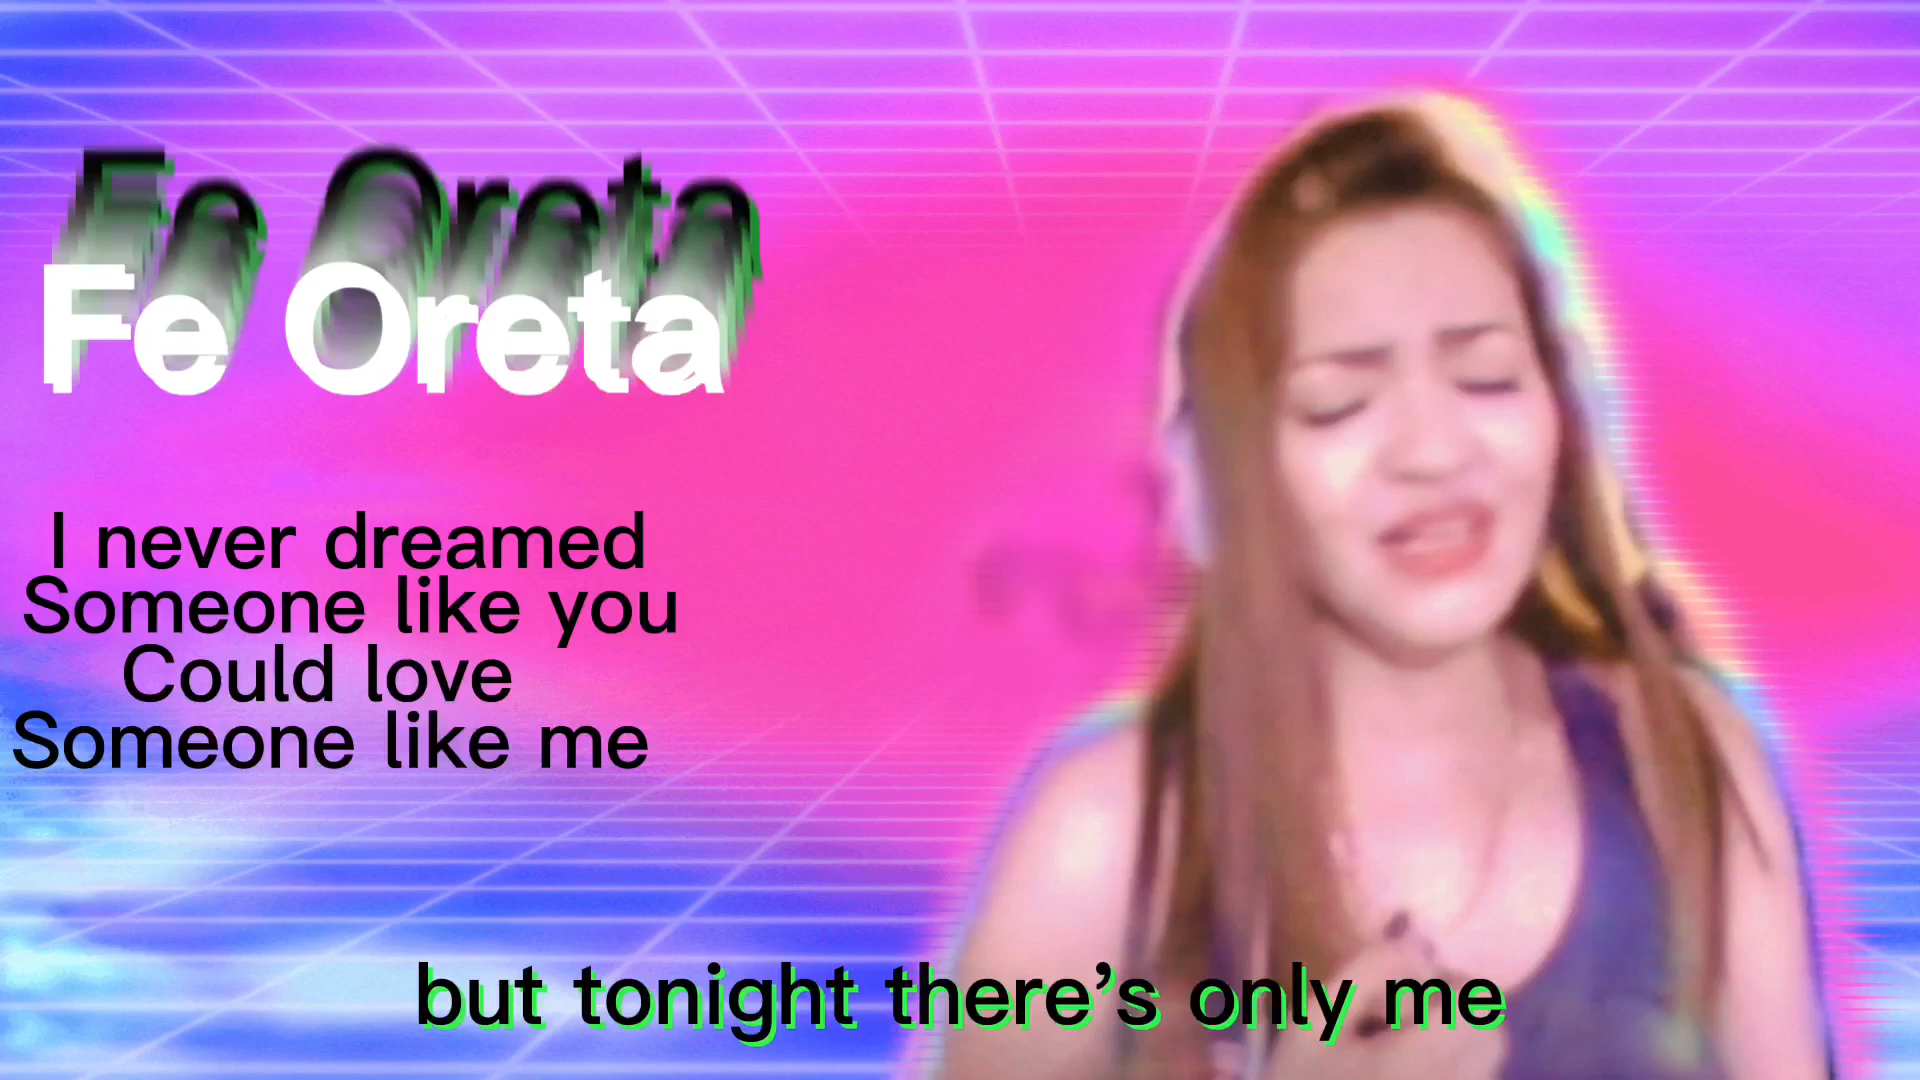 Fe Oreta
Fe Oreta
I never dreamed
Someone like you
Could love
Someone like me
but tonight there’s only me